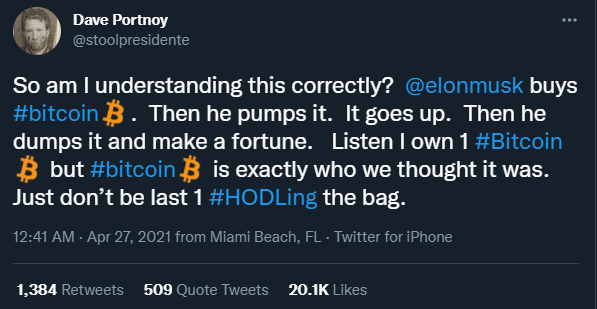 Dave Portnoy
@stoolpresidente
So am I understanding this correctly? @elonmusk buys
#bitcoin . Then he pumps it. It goes up. Then he
dumps it and make a fortune. Listen I own 1 #Bitcoin
but #bitcoin is exactly who we thought it was.
Just don’t be last 1 #HODLing the bag.
12:41 AM · Apr 27, 2021 from Miami Beach, FL · Twitter for iPhone
1,384 Retweets 509 Quote Tweets 20.1K Likes